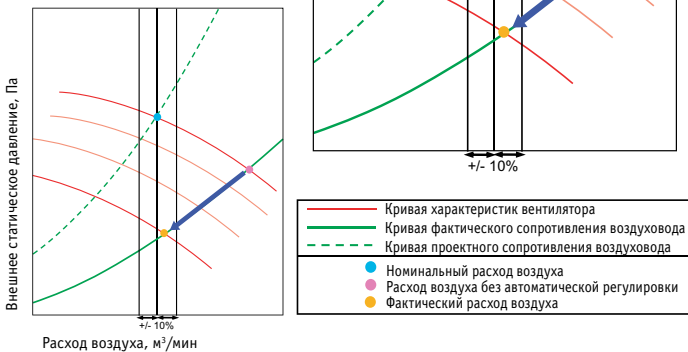 Внешнее статическое давление, Па
+/- 10%
Расход воздуха, м³/мин
+/- 10%
Кривая характеристик вентилятора
Кривая фактического сопротивления воздуховода
Кривая проектного сопротивления воздуховода
Номинальный расход воздуха
Расход воздуха без автоматической регулировки
Фактический расход воздуха